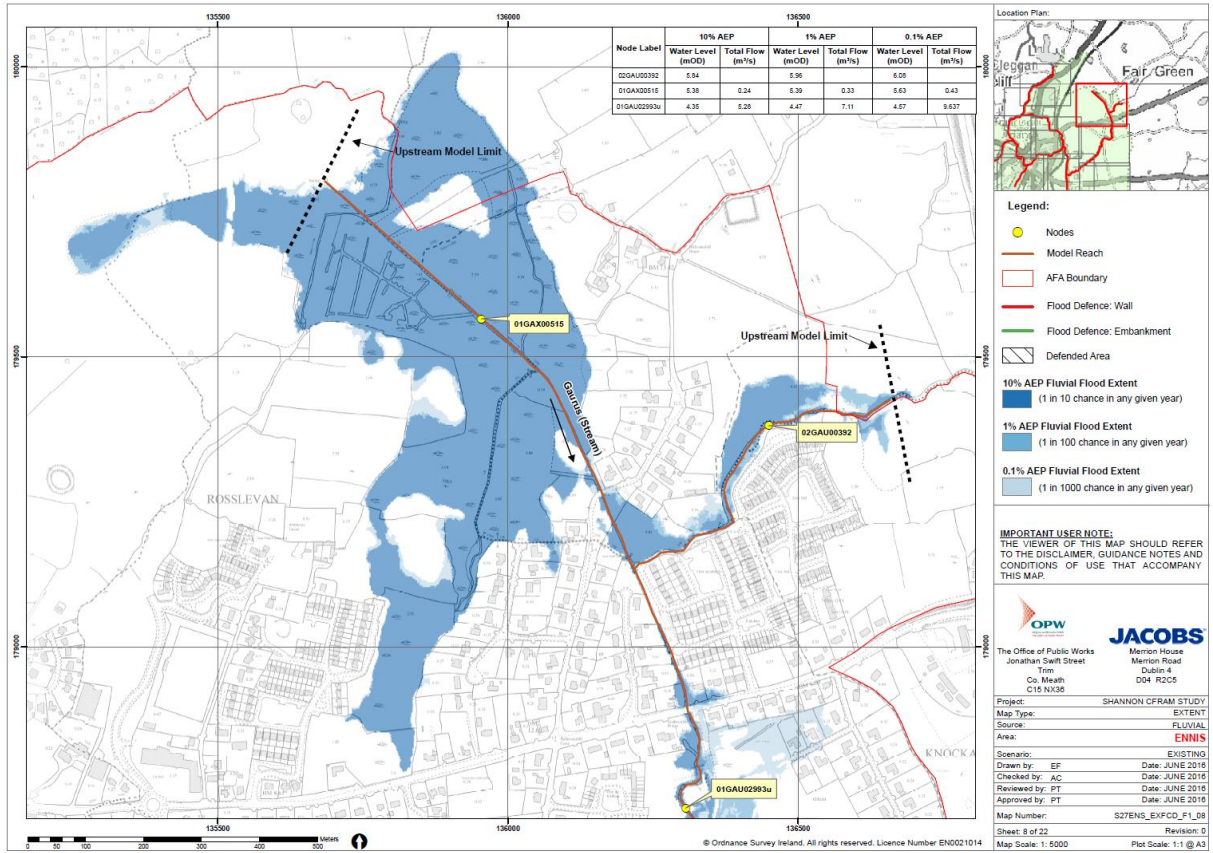 135500
136000
136500
180000
179500
179000
180000
179500
179000
Node Label
10% AEP
1% AEP
0.1% AEP
Water Level (mOD)
Total Flow (m³/s)
Water Level (mOD)
Total Flow (m³/s)
Water Level (mOD)
Total Flow (m³/s)
02GAU00392 5.84 5.96 6.08
01GAX00515 5.38 0.24 5.39 0.33 5.63 0.43
01GAU02993u 4.35 5.28 4.47 7.11 4.57 9.637
Upstream Model Limit
01GAX00515
Upstream Model Limit
Gaurus (Stream)
02GAU00392
ROSSLEVAN
KNOCKA
01GAU02993u
Meters
0 50 100 200 300 400 500
© Ordnance Survey Ireland. All rights reserved. Licence Number EN0021014
Location Plan:
Fair Green
Legend:
Nodes
Model Reach
AFA Boundary
Flood Defence: Wall
Flood Defence: Embankment
Defended Area
10% AEP Fluvial Flood Extent
(1 in 10 chance in any given year)
1% AEP Fluvial Flood Extent
(1 in 100 chance in any given year)
0.1% AEP Fluvial Flood Extent
(1 in 1000 chance in any given year)
IMPORTANT USER NOTE:
THE VIEWER OF THIS MAP SHOULD REFER
TO THE DISCLAIMER, GUIDANCE NOTES AND
CONDITIONS OF USE THAT ACCOMPANY
THIS MAP.
OPW
The Office of Public Works
Jonathan Swift Street
Trim
Co. Meath
C15 NX36
JACOBS
Merrion House
Merrion Road
Dublin 4
D04 R2C5
Project: SHANNON CFRAM STUDY
Map Type: EXTENT
Source: FLUVIAL
Area: ENNIS
Scenario: EXISTING
Drawn by: EF Date: JUNE 2016
Checked by: AC Date: JUNE 2016
Reviewed by: PT Date: JUNE 2016
Approved by: PT Date: JUNE 2016
Map Number: S27ENS_EXFCD_F1_08
Sheet: 8 of 22 Revision: 0
Map Scale: 1: 5000 Plot Scale: 1:1 @ A3